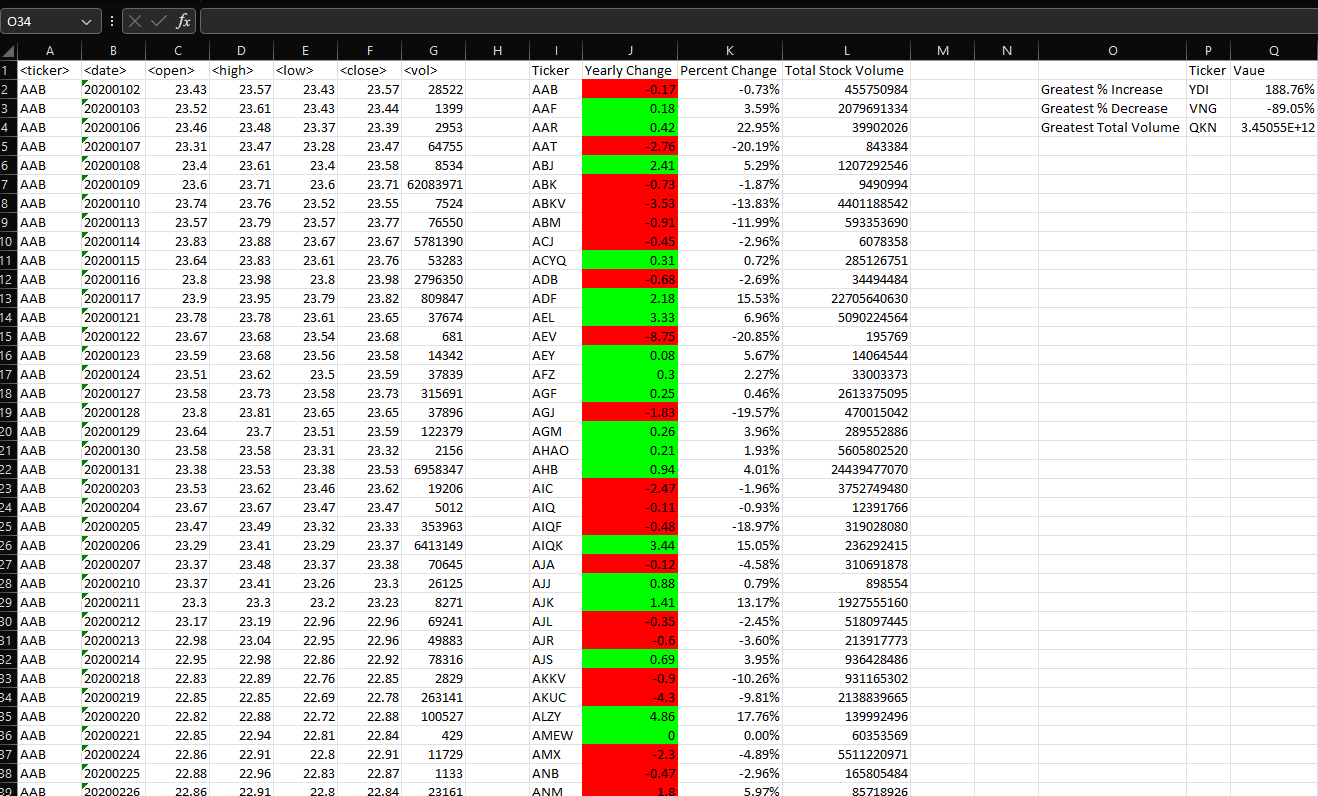 O34 fx
A B C D E F G H I J K L M N O P Q
1 <ticker> <date> <open> <high> <low> <close> <vol> Ticker Yearly Change Percent Change Total Stock Volume Ticker Vaue
2 AAB 20200102 23.43 23.57 23.43 23.57 28522 AAB -0.17 -0.73% 455750984 Greatest % Increase YDI 188.76%
3 AAB 20200103 23.52 23.61 23.43 23.44 1399 AAF 0.18 3.59% 2079691334 Greatest % Decrease VNG -89.05%
4 AAB 20200106 23.46 23.48 23.37 23.39 2953 AAR 0.42 22.95% 39902026 Greatest Total Volume QKN 3.45055E+12
5 AAB 20200107 23.31 23.47 23.28 23.47 64755 AAT -2.76 -20.19% 843384
6 AAB 20200108 23.4 23.61 23.4 23.58 8534 ABJ 2.41 5.29% 1207292546
7 AAB 20200109 23.6 23.71 23.6 23.71 62083971 ABK -0.73 -1.87% 9490994
8 AAB 20200110 23.74 23.76 23.52 23.55 7524 ABKV -3.53 -13.83% 4401188542
9 AAB 20200113 23.57 23.79 23.57 23.77 76550 ABM -0.91 -11.99% 593353690
10 AAB 20200114 23.83 23.88 23.67 23.67 5781390 ACJ -0.45 -2.96% 6078358
11 AAB 20200115 23.64 23.83 23.61 23.76 53283 ACYQ 0.31 0.72% 285126751
12 AAB 20200116 23.8 23.98 23.8 23.98 2796350 ADB -0.68 -2.69% 34494484
13 AAB 20200117 23.9 23.95 23.79 23.82 809847 ADF 2.18 15.53% 22705640630
14 AAB 20200121 23.78 23.78 23.61 23.65 37674 AEL 3.33 6.96% 5090224564
15 AAB 20200122 23.67 23.68 23.54 23.68 681 AEV -8.75 -20.85% 195769
16 AAB 20200123 23.59 23.68 23.56 23.58 14342 AEY 0.08 5.67% 14064544
17 AAB 20200124 23.51 23.62 23.5 23.59 37839 AFZ 0.3 2.27% 33003373
18 AAB 20200127 23.58 23.73 23.58 23.73 315691 AGF 0.25 0.46% 2613375095
19 AAB 20200128 23.8 23.81 23.65 23.65 37896 AGJ -1.83 -19.57% 470015042
20 AAB 20200129 23.64 23.7 23.51 23.59 122379 AGM 0.26 3.96% 289552886
21 AAB 20200130 23.58 23.58 23.31 23.32 2156 AHAO 0.21 1.93% 5605802520
22 AAB 20200131 23.38 23.53 23.38 23.53 6958347 AHB 0.94 4.01% 24439477070
23 AAB 20200203 23.53 23.62 23.46 23.62 19206 AIC -2.47 -1.96% 3752749480
24 AAB 20200204 23.67 23.67 23.47 23.47 5012 AIQ -0.11 -0.93% 12391766
25 AAB 20200205 23.47 23.49 23.32 23.33 353963 AIQF -0.48 -18.97% 319028080
26 AAB 20200206 23.29 23.41 23.29 23.37 6413149 AIQK 3.44 15.05% 236292415
27 AAB 20200207 23.37 23.48 23.37 23.38 70645 AJA -0.12 -4.58% 310691878
28 AAB 20200210 23.37 23.41 23.26 23.3 26125 AJJ 0.88 0.79% 898554
29 AAB 20200211 23.3 23.3 23.2 23.23 8271 AJK 1.41 13.17% 1927555160
30 AAB 20200212 23.17 23.19 22.96 22.96 69241 AJL -0.35 -2.45% 518097445
31 AAB 20200213 22.98 23.04 22.95 22.96 49883 AJR -0.6 -3.60% 213917773
32 AAB 20200214 22.95 22.98 22.86 22.92 78316 AJS 0.69 3.95% 936428486
33 AAB 20200218 22.83 22.89 22.76 22.85 2829 AKKV -0.9 -10.26% 931165302
34 AAB 20200219 22.85 22.85 22.69 22.78 263141 AKUC -4.3 -9.81% 2138839665
35 AAB 20200220 22.82 22.88 22.72 22.88 100527 ALZY 4.86 17.76% 139992496
36 AAB 20200221 22.85 22.94 22.81 22.84 429 AMEW 0 0.00% 60353569
37 AAB 20200224 22.86 22.91 22.8 22.91 11729 AMX -2.3 -4.89% 5511220971
38 AAB 20200225 22.88 22.96 22.83 22.87 1133 ANB -0.47 -2.96% 165805484
39 AAB 20200226 22.86 22.91 22.8 22.84 23161 ANM 1.8 5.97% 85718926